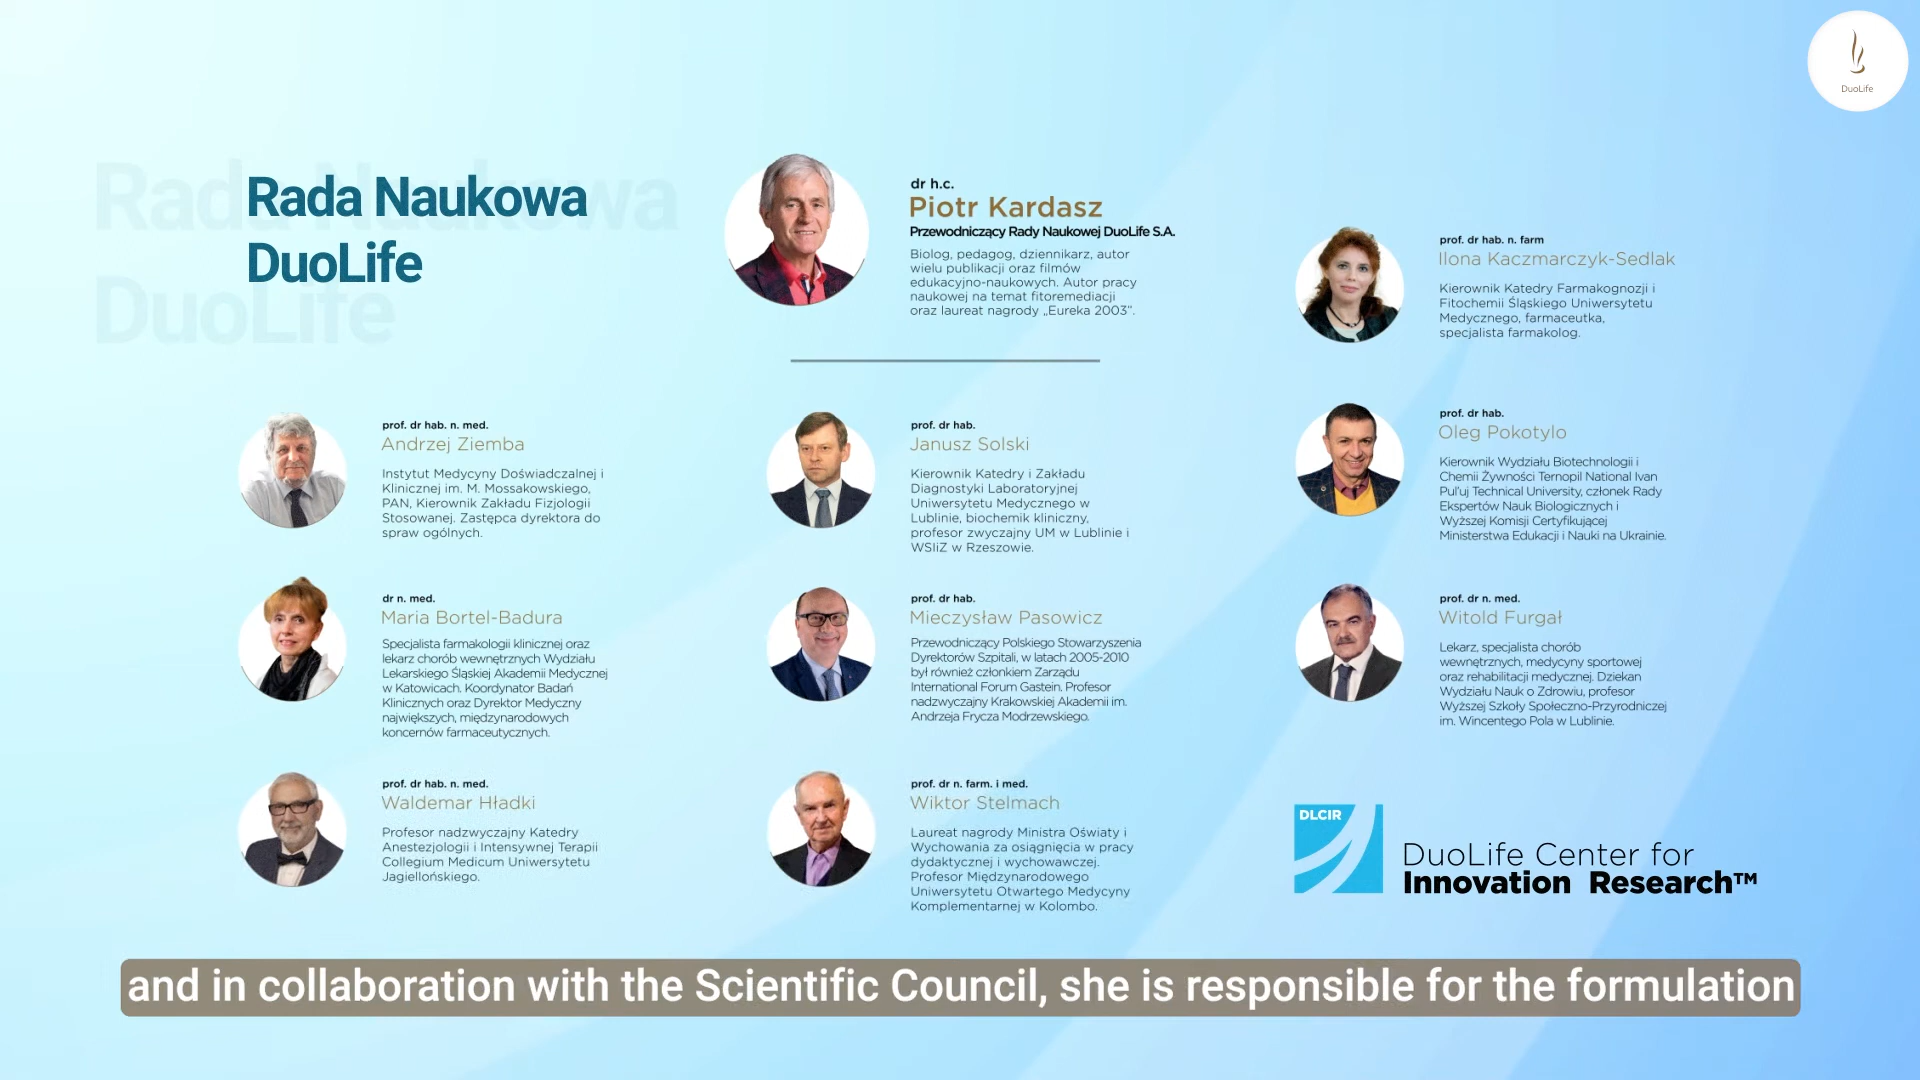 DuoLife
Rada Naukowa
DuoLife
Rada Naukowa
DuoLife
dr h.c.
Piotr Kardasz
Przewodniczący Rady Naukowej DuoLife S.A.
Biolog, pedagog, dziennikarz, autor
wielu publikacji oraz filmów
edukacyjno-naukowych. Autor pracy
naukowej na temat fitoremediacji
oraz laureat nagrody „Eureka 2003”.
prof. dr hab. n. farm
Ilona Kaczmarczyk-Sedlak
Kierownik Katedry Farmakognozji i
Fitochemii Śląskiego Uniwersytetu
Medycznego, farmaceutka,
specjalista farmakolog.
prof. dr hab. n. med.
Andrzej Ziemba
Instytut Medycyny Doświadczalnej i
Klinicznej im. M. Mossakowskiego,
PAN, Kierownik Zakładu Fizjologii
Stosowanej. Zastępca dyrektora do
spraw ogólnych.
prof. dr hab.
Janusz Solski
Kierownik Katedry i Zakładu
Diagnostyki Laboratoryjnej
Uniwersytetu Medycznego w
Lublinie, biochemik kliniczny,
profesor zwyczajny UM w Lublinie i
WSIiZ w Rzeszowie.
prof. dr hab.
Oleg Pokotylo
Kierownik Wydziału Biotechnologii i
Chemii Żywności Ternopil National Ivan
Pul'uj Technical University, członek Rady
Ekspertów Nauk Biologicznych i
Wyższej Komisji Certyfikującej
Ministerstwa Edukacji i Nauki na Ukrainie.
dr n. med.
Maria Bortel-Badura
Specjalista farmakologii klinicznej oraz
lekarz chorób wewnętrznych Wydziału
Lekarskiego Śląskiej Akademii Medycznej
w Katowicach. Koordynator Badań
Klinicznych oraz Dyrektor Medyczny
największych, międzynarodowych
koncernów farmaceutycznych.
prof. dr hab.
Mieczysław Pasowicz
Przewodniczący Polskiego Stowarzyszenia
Dyrektorów Szpitali, w latach 2005-2010
był również członkiem Zarządu
International Forum Gastein. Profesor
nadzwyczajny Krakowskiej Akademii im.
Andrzeja Frycza Modrzewskiego.
prof. dr n. med.
Witold Furgał
Lekarz, specjalista chorób
wewnętrznych, medycyny sportowej
oraz rehabilitacji medycznej. Dziekan
Wydziału Nauk o Zdrowiu, profesor
Wyższej Szkoły Społeczno-Przyrodniczej
im. Wincentego Pola w Lublinie.
prof. dr hab. n. med.
Waldemar Hładki
Profesor nadzwyczajny Katedry
Anestezjologii i Intensywnej Terapii
Collegium Medicum Uniwersytetu
Jagiellońskiego.
prof. dr n. farm. i med.
Wiktor Stelmach
Laureat nagrody Ministra Oświaty i
Wychowania za osiągnięcia w pracy
dydaktycznej i wychowawczej.
Profesor Międzynarodowego
Uniwersytetu Otwartego Medycyny
Komplementarnej w Kolombo.
DLCIR
DuoLife Center for
Innovation Research™
and in collaboration with the Scientific Council, she is responsible for the formulation